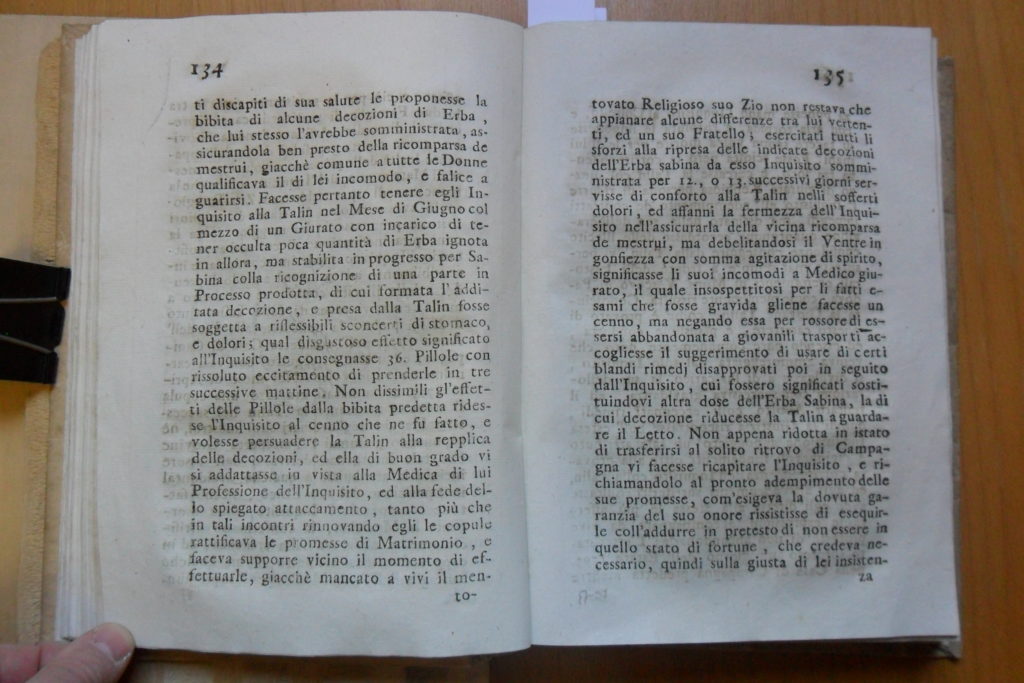 134
ti discapiti di sua salute le proponesse la
bibita di alcune decozioni di Erba ,
che lui stesso l'avrebbe somministrata , as-
sicurandola ben presto della ricomparsa de
mestrui, giacchè comune a tutte le Donne
qualificava il di lei incomodo , e falice a
guarirsi. Facesse pertanto tenere egli In-
quisito alla Talin nel Mese di Giugno col
mezzo di un Giurato con incarico di te-
ner occulta poca quantità di Erba ignota
in allora, ma stabilita in progresso per Sa-
bina colla ricognizione di una parte in
Processo prodotta, di cui formata l'addi-
tata decozione, e presa dalla Talin fosse
soggetta a riflessibili sconcerti di stomaco,
e dolori; qual disgustoso effetto significato
all'Inquisito le consegnasse 36. Pillole con
rissoluto eccitamento di prenderle in tre
successive mattine. Non dissimili gl'effet-
ti delle Pillole dalla bibita predetta rides-
se l'Inquisito al cenno che ne fu fatto, e
volesse persuadere la Talin alla repplica
delle decozioni, ed ella di buon grado vi
si addattasse in vista alla Medica di lui
Professione dell'Inquisito, ed alla fede del-
lo spiegato attaccamento , tanto più che
in tali incontri rinnovando egli le copule
rattificava le promesse di Matrimonio , e
faceva supporre vicino il momento di ef-
fettuarle, giacchè mancato a vivi il men-
to-
135
tovato Religioso suo Zio non restava che
appianare alcune differenze tra lui verten-
ti, ed un suo Fratello; esercitati tutti li
sforzi alla ripresa delle indicate decozioni
dell'Erba sabina da esso Inquisito sommi-
nistrata per 12., o 13. successivi giorni ser-
visse di conforto alla Talin nelli sofferti
dolori, ed affanni la fermezza dell'Inqui-
sito nell'assicurarla della vicina ricomparsa
de mestrui, ma debelitandosi il Ventre in
gonfiezza con somma agitazione di spirito,
significasse li suoi incomodi a Medico giu-
rato, il quale insospettitosi per li fatti e-
sami che fosse gravida gliene facesse un
cenno, ma negando essa per rossore di es-
sersi abbandonata a giovanili trasporti ac-
cogliesse il suggerimento di usare di certi
blandi rimedj disapprovati poi in seguito
dall'Inquisito, cui fossero significati sosti-
tuindovi altra dose dell'Erba Sabina, la di
cui decozione riducesse la Talin a guarda-
re il Letto. Non appena ridotta in istato
di trasferirsi al solito ritrovo di Campa-
gna vi facesse ricapitare l'Inquisito , e ri-
chiamandolo al pronto adempimento delle
sue promesse, com'esigeva la dovuta ga-
ranzia del suo onore rissistisse di esequir-
le coll'addurre in pretesto di non essere in
quello stato di fortune , che credeva ne-
cessario, quindi sulla giusta di lei insisten-
za